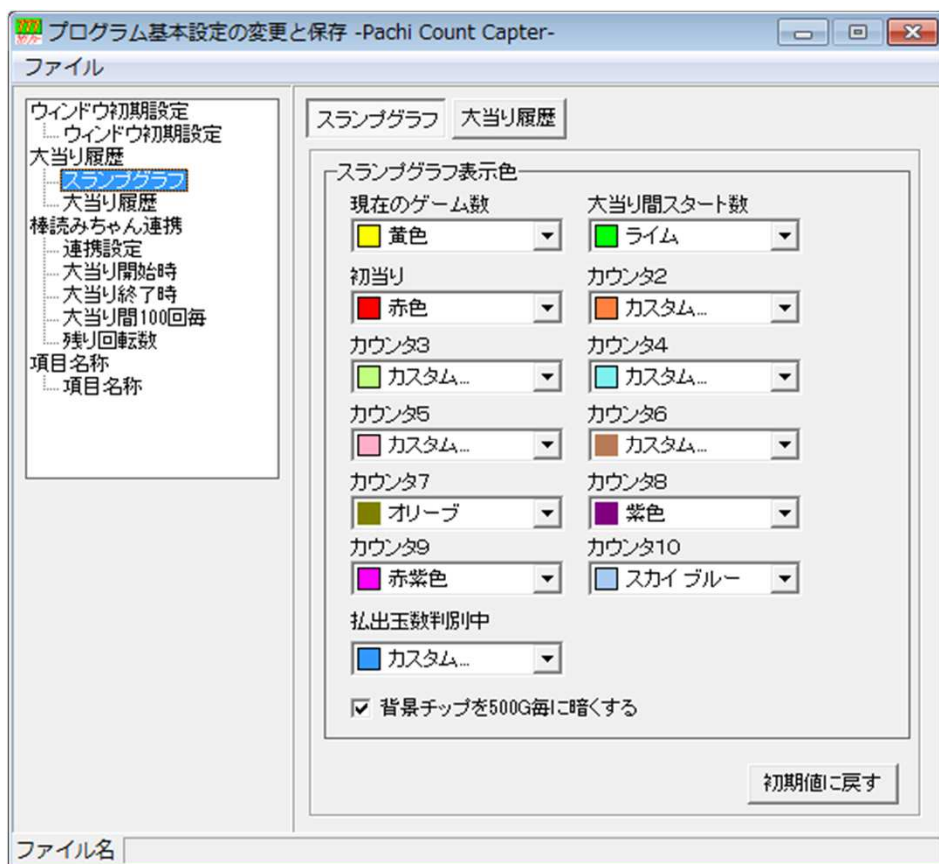 プログラム基本設定の変更と保存 -Pachi Count Capter-
ファイル
ウィンドウ初期設定
ウィンドウ初期設定
大当り履歴
スランプグラフ
大当り履歴
棒読みちゃん連携
連携設定
大当り開始時
大当り終了時
大当り間100回毎
残り回転数
項目名称
項目名称
スランプグラフ 大当り履歴
スランプグラフ表示色
現在のゲーム数 大当り間スタート数
黄色 ライム
初当り カウンタ2
赤色 カスタム...
カウンタ3 カウンタ4
カスタム... カスタム...
カウンタ5 カウンタ6
カスタム... カスタム...
カウンタ7 カウンタ8
オリーブ 紫色
カウンタ9 カウンタ10
赤紫色 スカイ ブルー
払出玉数判別中
カスタム...
背景チップを500G毎に暗くする
初期値に戻す
ファイル名